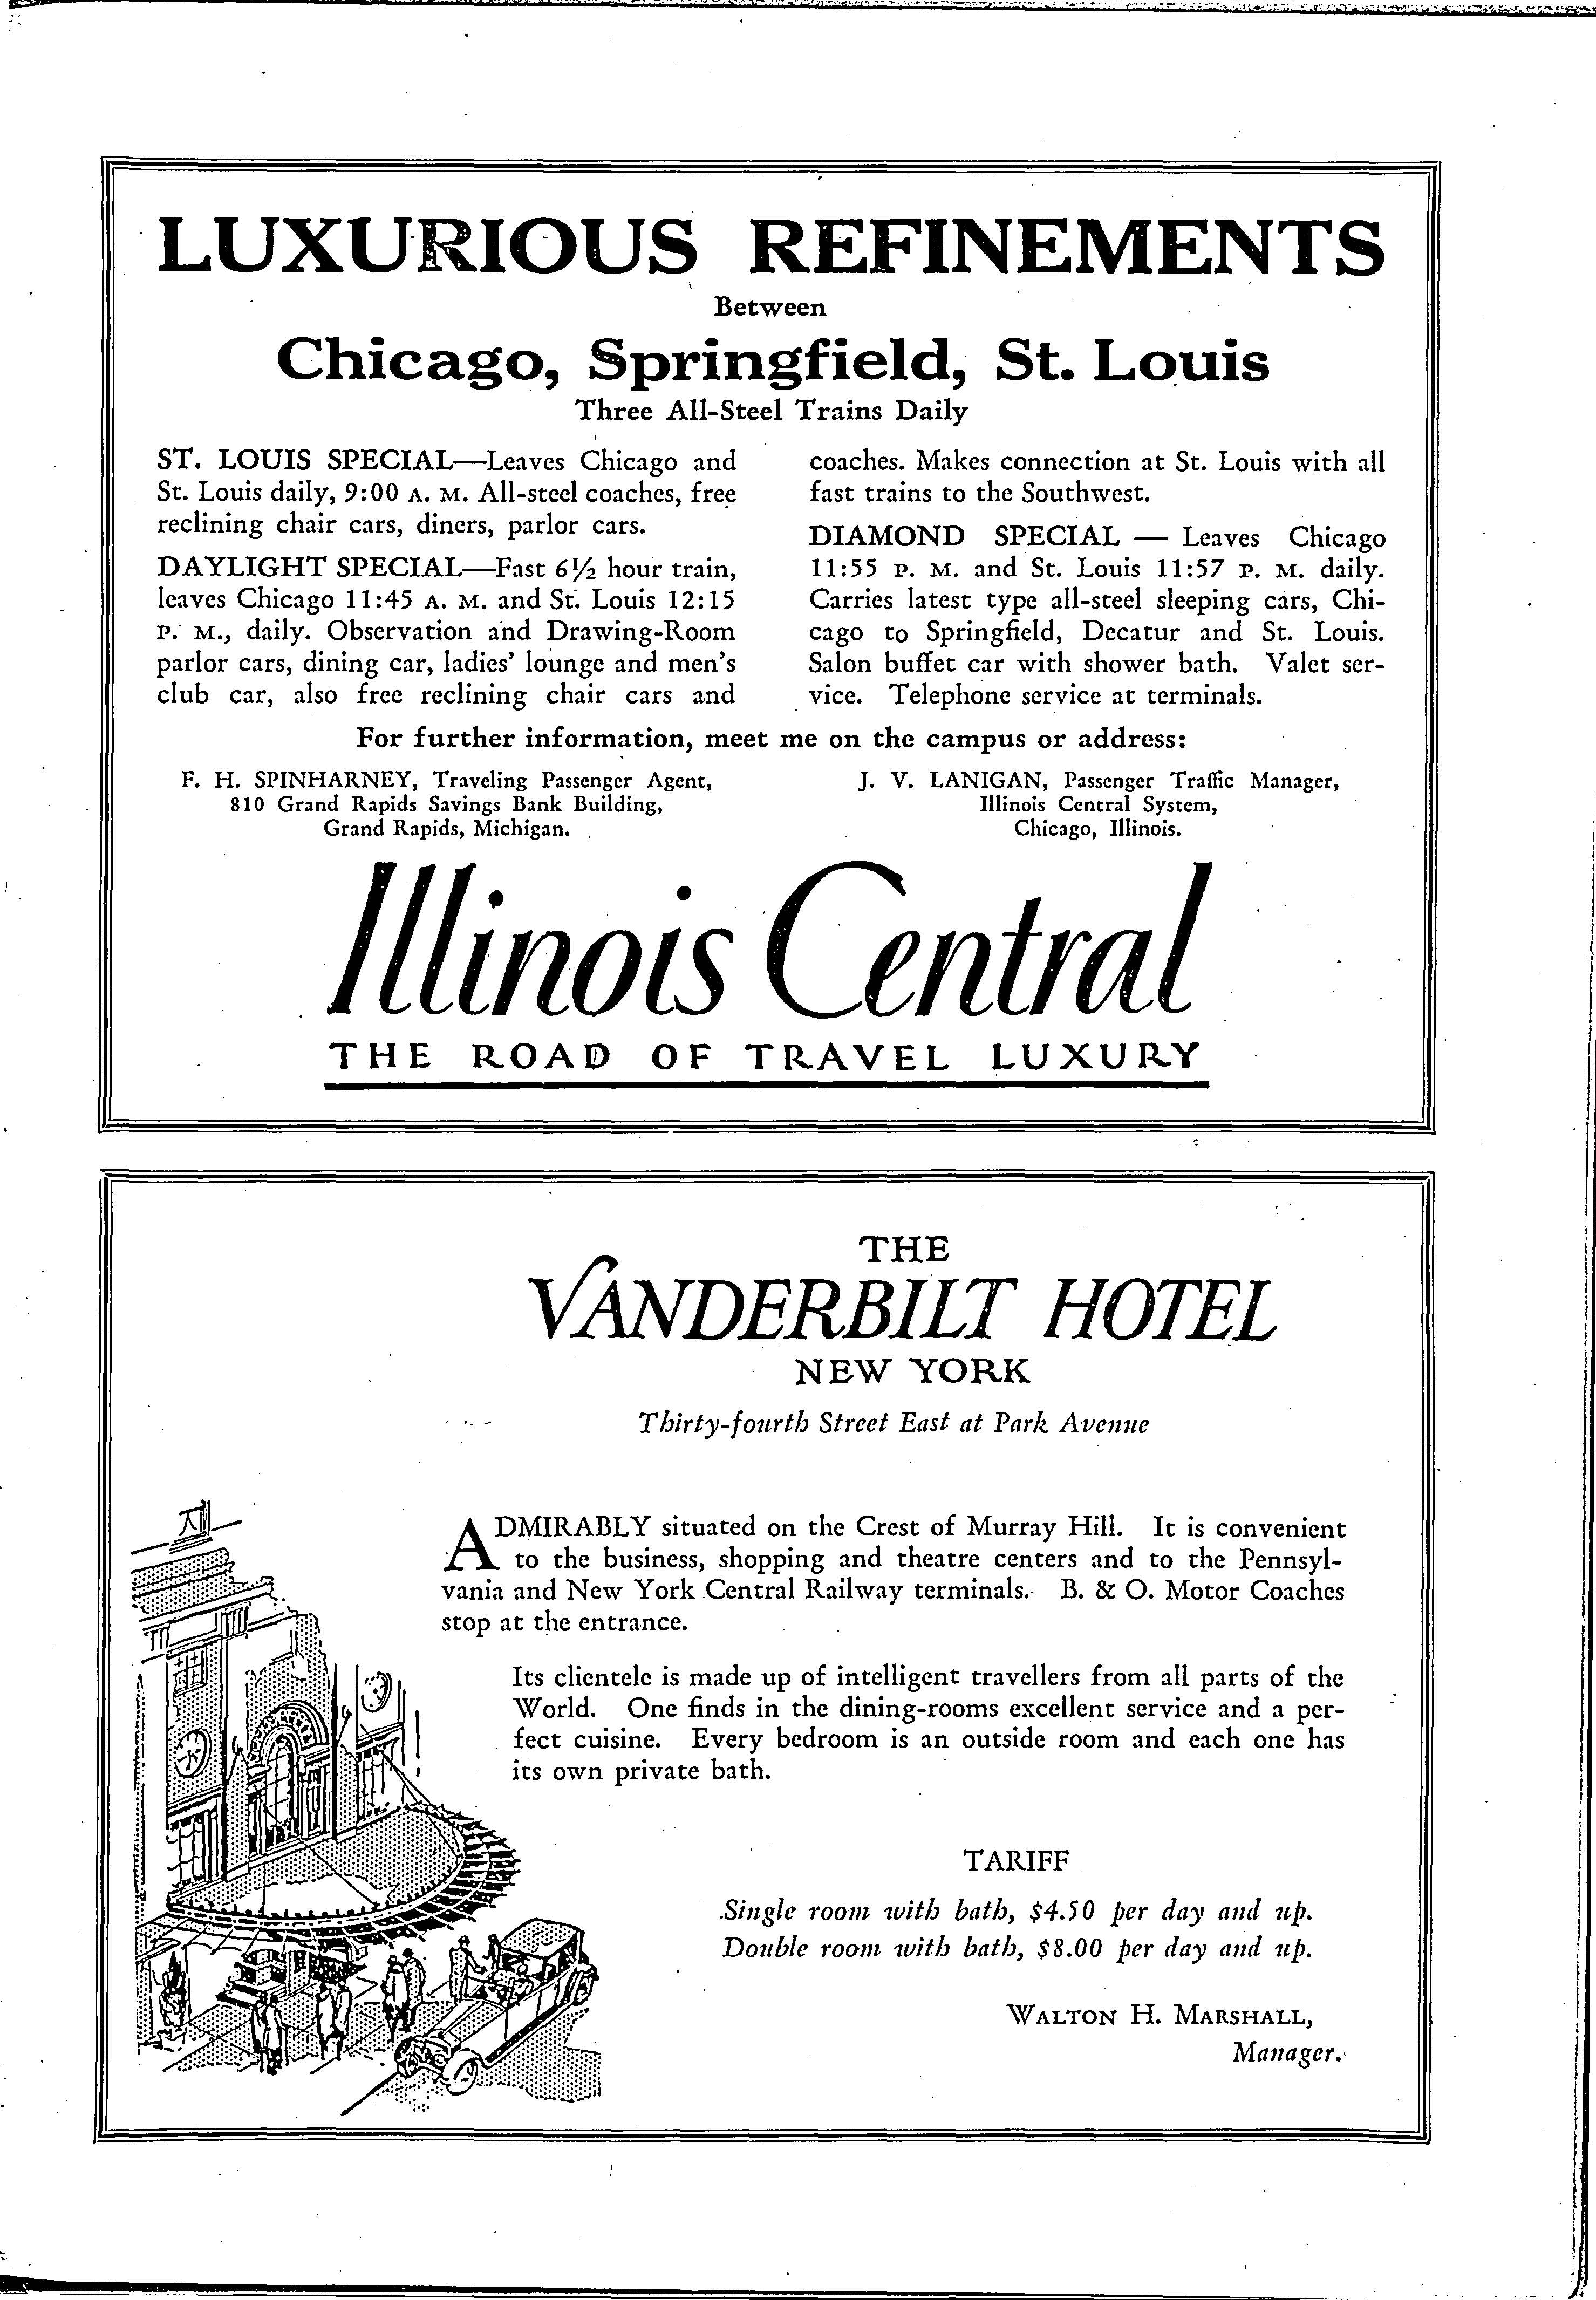 LUXURIOUS REFINEMENTS
Between
Chicago, Springfield, St. Louis
Three All-Steel Trains Daily
ST. LOUIS SPECIAL—Leaves Chicago and
St. Louis daily, 9:00 A. M. All-steel coaches, free
reclining chair cars, diners, parlor cars.
DAYLIGHT SPECIAL—Fast 6½ hour train,
leaves Chicago 11:45 A. M. and St. Louis 12:15
P. M., daily. Observation and Drawing-Room
parlor cars, dining car, ladies' lounge and men's
club car, also free reclining chair cars and
coaches. Makes connection at St. Louis with all
fast trains to the Southwest.
DIAMOND SPECIAL — Leaves Chicago
11:55 P. M. and St. Louis 11:57 P. M. daily.
Carries latest type all-steel sleeping cars, Chi-
cago to Springfield, Decatur and St. Louis.
Salon buffet car with shower bath. Valet ser-
vice. Telephone service at terminals.
For further information, meet me on the campus or address:
F. H. SPINHARNEY, Traveling Passenger Agent,
810 Grand Rapids Savings Bank Building,
Grand Rapids, Michigan.
J. V. LANIGAN, Passenger Traffic Manager,
Illinois Central System,
Chicago, Illinois.
Illinois Central
THE ROAD OF TRAVEL LUXURY
THE
VANDERBILT HOTEL
NEW YORK
Thirty-fourth Street East at Park Avenue
ADMIRABLY situated on the Crest of Murray Hill. It is convenient
to the business, shopping and theatre centers and to the Pennsyl-
vania and New York Central Railway terminals. B. & O. Motor Coaches
stop at the entrance.
Its clientele is made up of intelligent travellers from all parts of the
World. One finds in the dining-rooms excellent service and a per-
fect cuisine. Every bedroom is an outside room and each one has
its own private bath.
TARIFF
Single room with bath, $4.50 per day and up.
Double room with bath, $8.00 per day and up.
WALTON H. MARSHALL,
Manager.